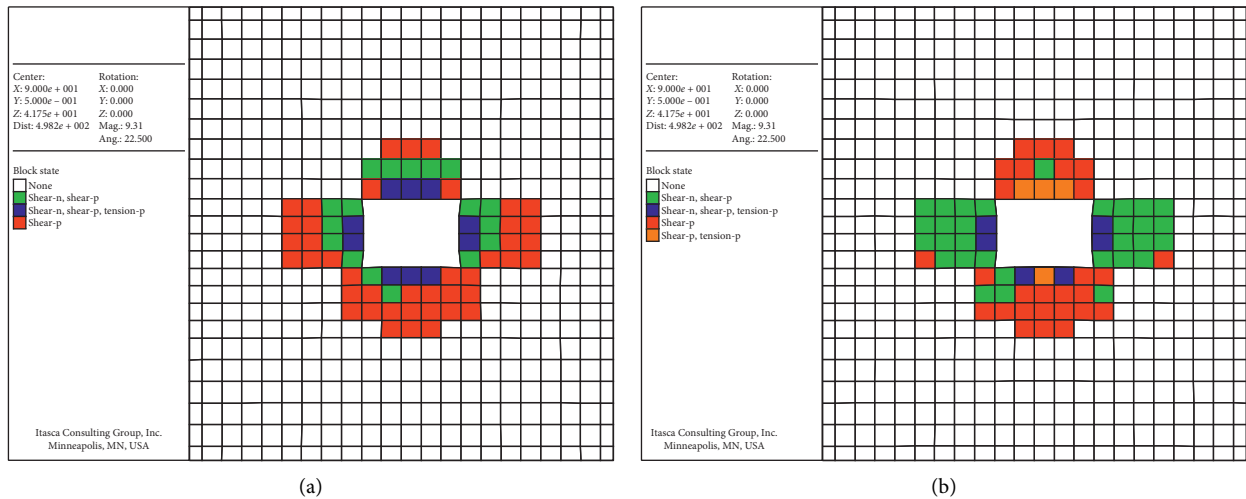 Center:
X: 9.000e + 001
Y: 5.000e − 001
Z: 4.175e + 001
Dist: 4.982e + 002
Rotation:
X: 0.000
Y: 0.000
Z: 0.000
Mag.: 9.31
Ang.: 22.500
Block state
None
Shear-n, shear-p
Shear-n, shear-p, tension-p
Shear-p
Itasca Consulting Group, Inc.
Minneapolis, MN, USA
(a)
Center:
X: 9.000e + 001
Y: 5.000e − 001
Z: 4.175e + 001
Dist: 4.982e + 002
Rotation:
X: 0.000
Y: 0.000
Z: 0.000
Mag.: 9.31
Ang.: 22.500
Block state
None
Shear-n, shear-p
Shear-n, shear-p, tension-p
Shear-p
Shear-p, tension-p
Itasca Consulting Group, Inc.
Minneapolis, MN, USA
(b)